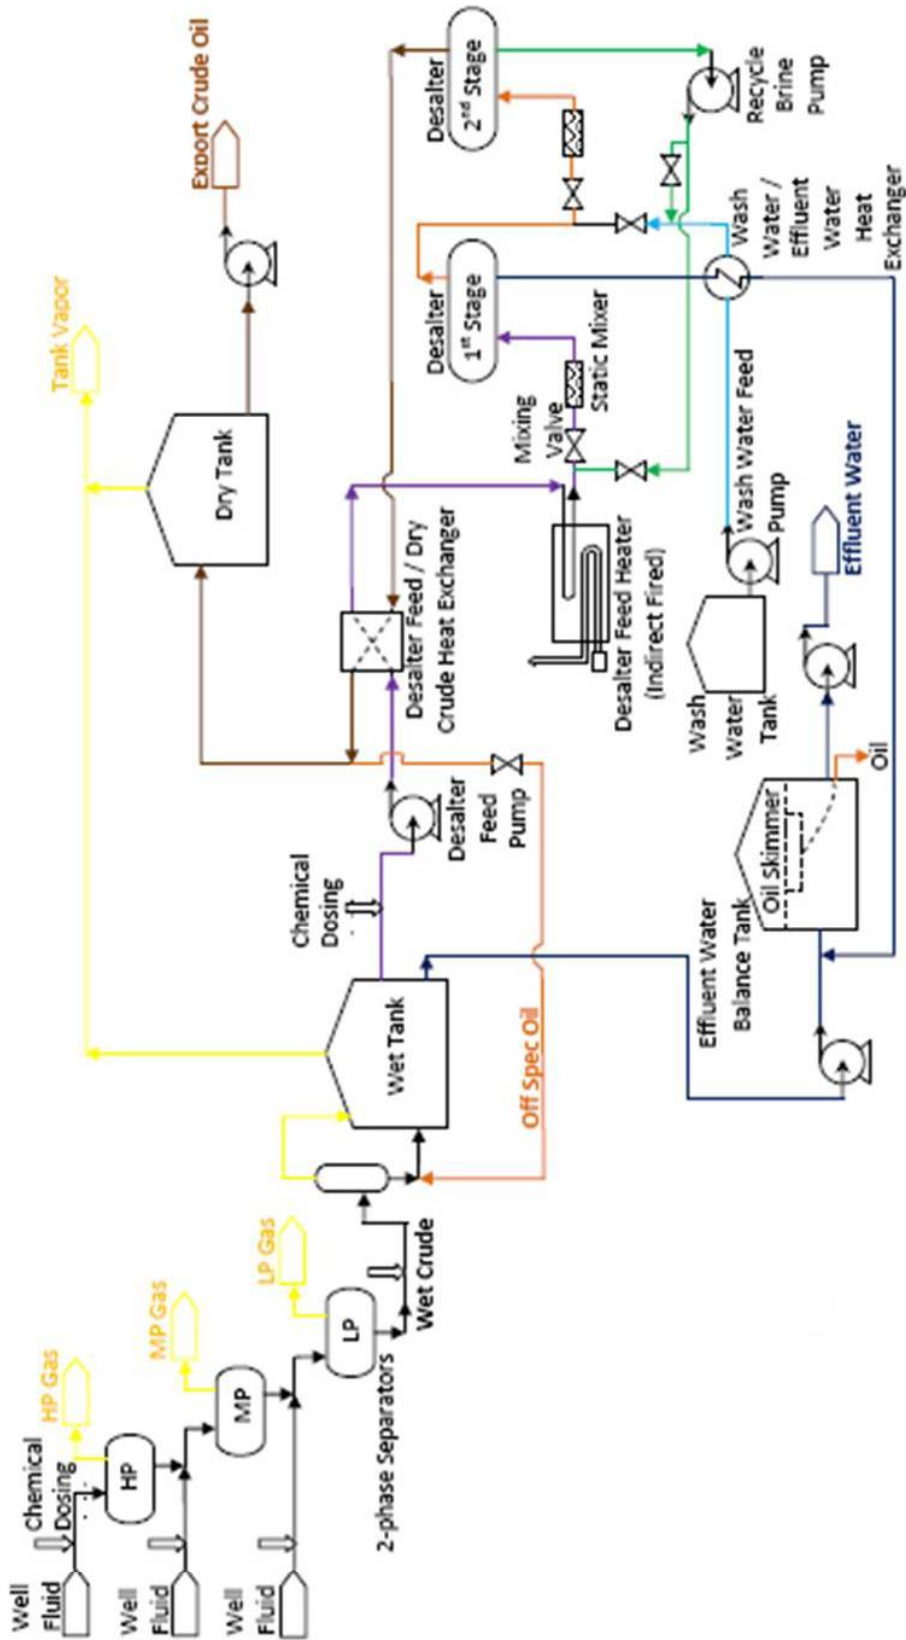 Well
Fluid
Chemical
Dosing
HP
HP Gas
Well
Fluid
MP
MP Gas
Well
Fluid
LP
LP Gas
2-phase Separators
Wet Crude
Wet Tank
Off Spec Oil
Chemical
Dosing
Desalter
Feed
Pump
Tank Vapor
Dry Tank
Export Crude Oil
Desalter Feed / Dry
Crude Heat Exchanger
Desalter Feed Heater
(Indirect Fired)
Mixing
Valve
Static Mixer
Desalter
1st Stage
Desalter
2nd Stage
Recycle
Brine
Pump
Wash
Water /
Effluent
Water
Heat
Exchanger
Wash
Water
Tank
Wash Water Feed
Pump
Effluent Water
Effluent Water
Balance Tank
Oil Skimmer
Oil